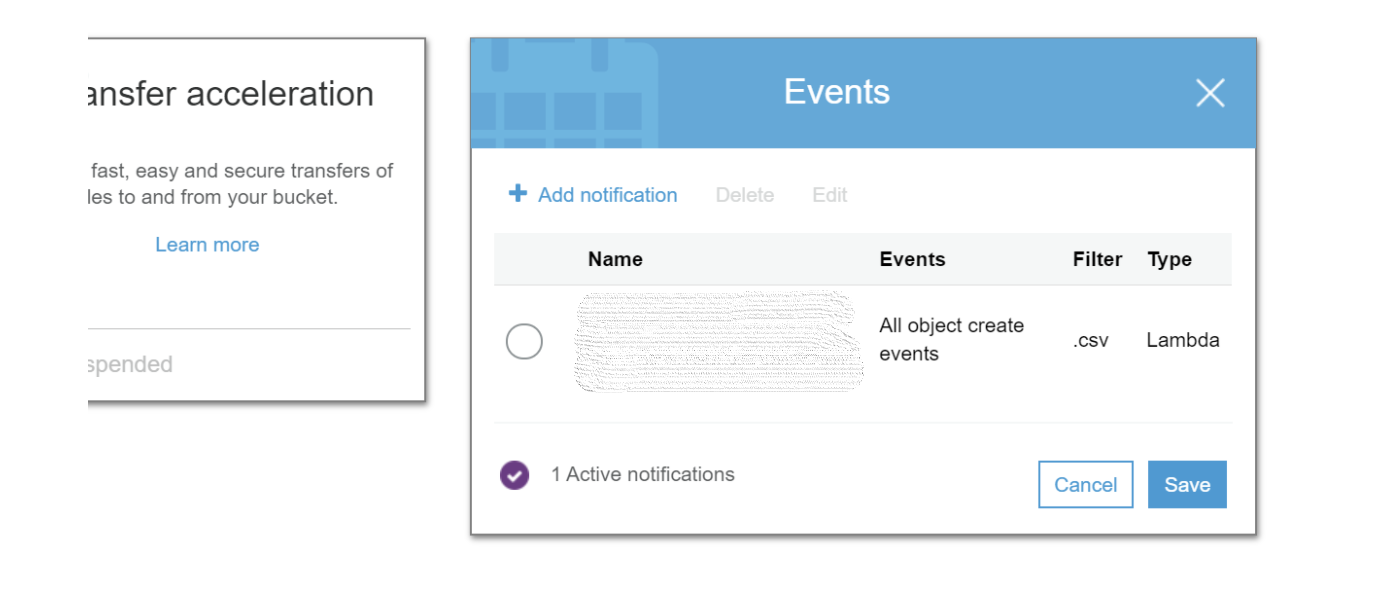 ansfer acceleration
fast, easy and secure transfers of
les to and from your bucket.
Learn more
spended
Events
Add notification Delete Edit
Name Events Filter Type
All object create
events
.csv Lambda
1 Active notifications
Cancel Save